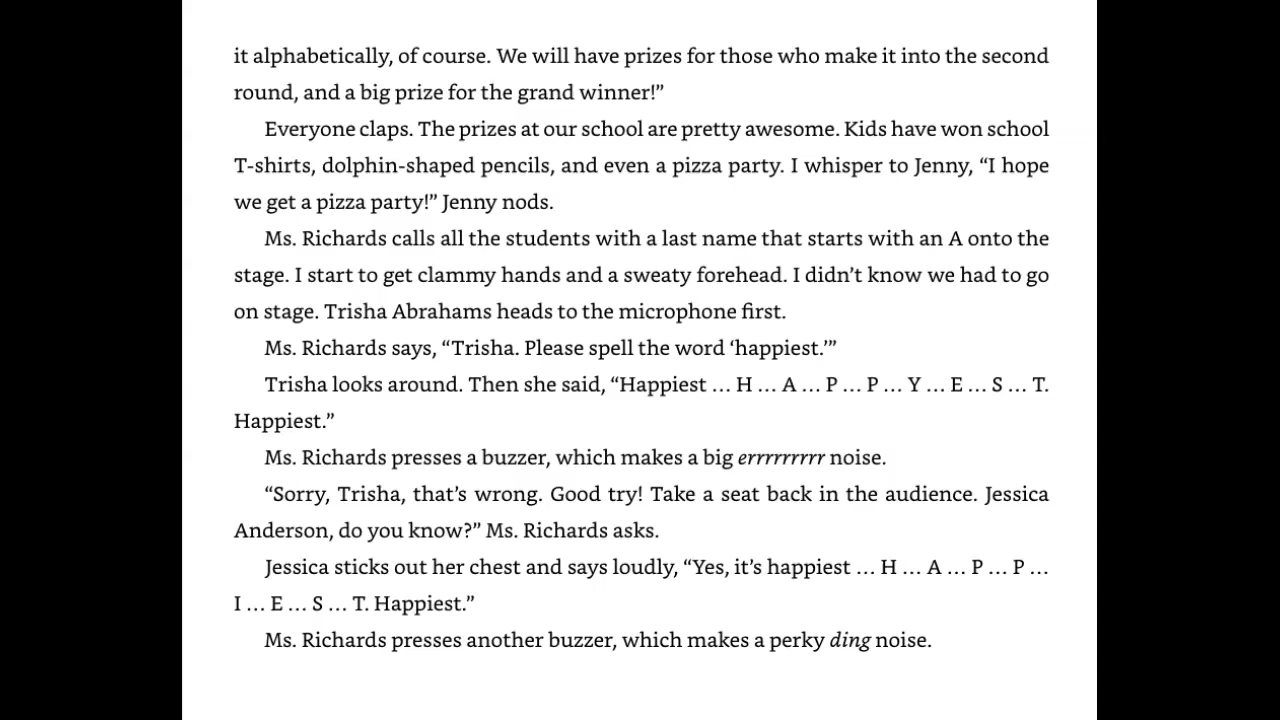 it alphabetically, of course. We will have prizes for those who make it into the second
round, and a big prize for the grand winner!”
Everyone claps. The prizes at our school are pretty awesome. Kids have won school
T-shirts, dolphin-shaped pencils, and even a pizza party. I whisper to Jenny, “I hope
we get a pizza party!” Jenny nods.
Ms. Richards calls all the students with a last name that starts with an A onto the
stage. I start to get clammy hands and a sweaty forehead. I didn’t know we had to go
on stage. Trisha Abrahams heads to the microphone first.
Ms. Richards says, “Trisha. Please spell the word ‘happiest.’”
Trisha looks around. Then she said, “Happiest … H … A … P … P … Y … E … S … T.
Happiest.”
Ms. Richards presses a buzzer, which makes a big errrrrrrrr noise.
“Sorry, Trisha, that’s wrong. Good try! Take a seat back in the audience. Jessica
Anderson, do you know?” Ms. Richards asks.
Jessica sticks out her chest and says loudly, “Yes, it’s happiest … H … A … P … P …
I … E … S … T. Happiest.”
Ms. Richards presses another buzzer, which makes a perky ding noise.